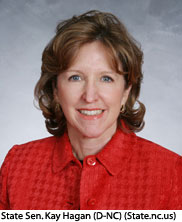 State Sen. Kay Hagan (D-NC) (State.nc.us)